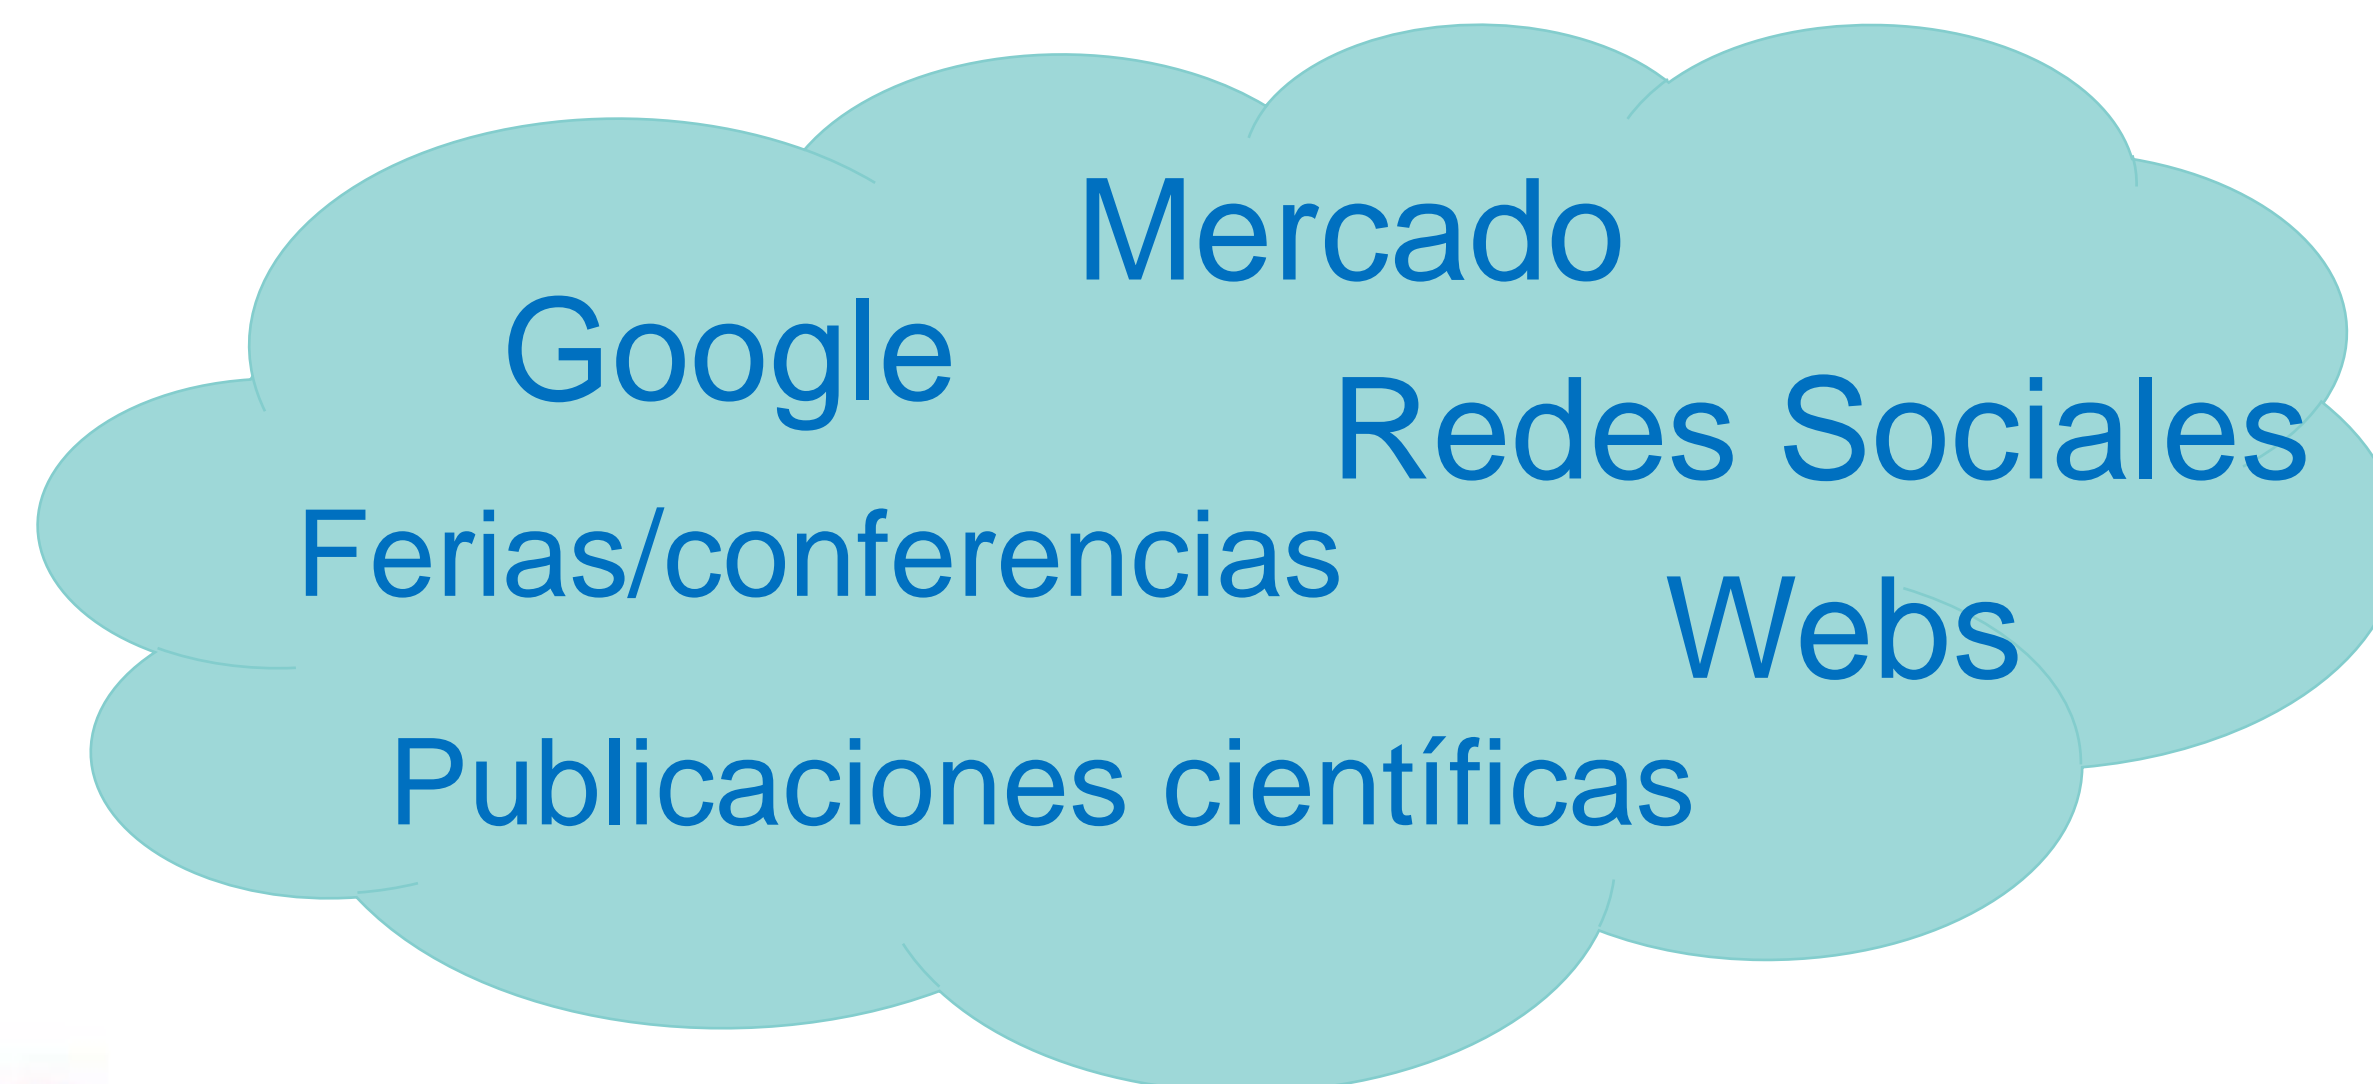 Mercado
Google
Redes Sociales
Ferias/conferencias
Webs
Publicaciones científicas